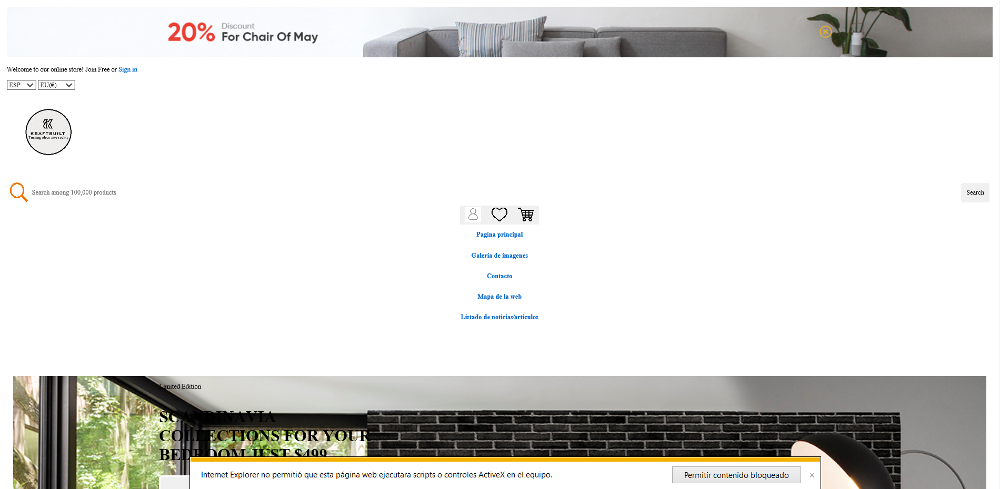 20% Discount
For Chair Of May
Welcome to our online store! Join Free or Sign in
ESP EU(€)
KRAFTBUILT
Turning ideas into reality
Search among 100,000 products Search
Pagina principal
Galeria de imagenes
Contacto
Mapa de la web
Listado de noticias/articulos
Limited Edition
SCANDINAVIA
COLLECTIONS FOR YOUR
BEDROOM JUST $499
Internet Explorer no permitió que esta página web ejecutara scripts o controles ActiveX en el equipo. Permitir contenido bloqueado